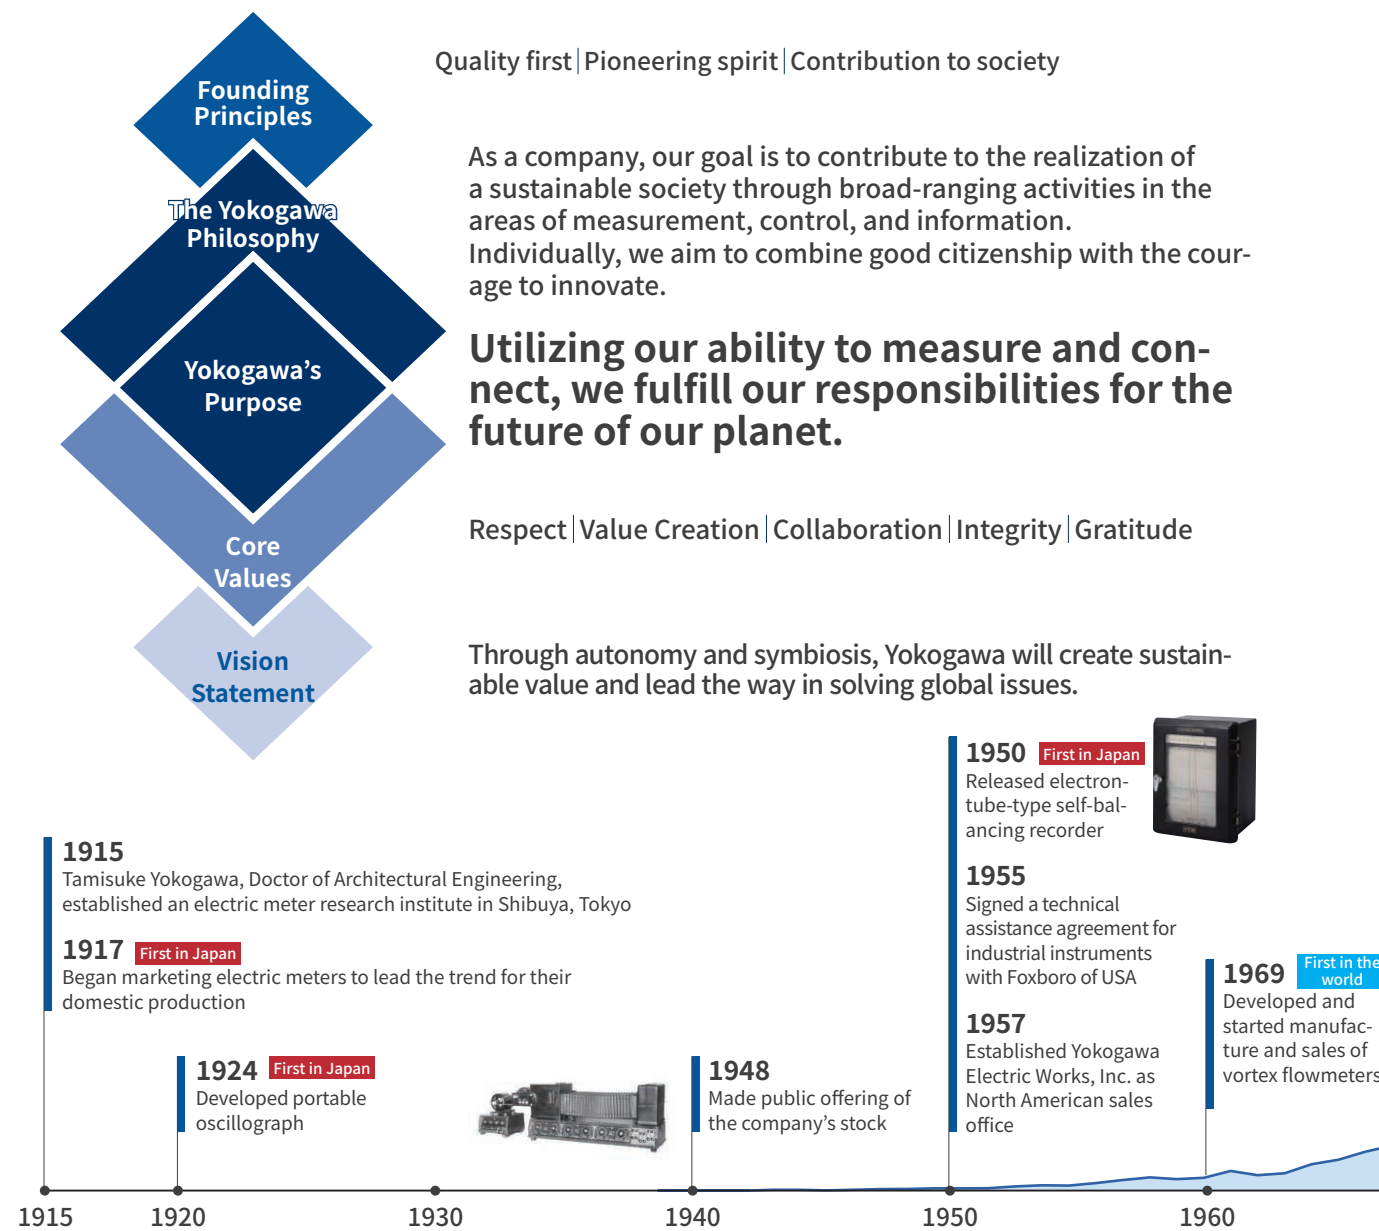 Founding
Principles
Quality first | Pioneering spirit | Contribution to society
The Yokogawa
Philosophy
As a company, our goal is to contribute to the realization of
a sustainable society through broad-ranging activities in the
areas of measurement, control, and information.
Individually, we aim to combine good citizenship with the cour-
age to innovate.
Yokogawa's
Purpose
Utilizing our ability to measure and con-
nect, we fulfill our responsibilities for the
future of our planet.
Core
Values
Respect | Value Creation | Collaboration | Integrity | Gratitude
Vision
Statement
Through autonomy and symbiosis, Yokogawa will create sustain-
able value and lead the way in solving global issues.
1915
Tamisuke Yokogawa, Doctor of Architectural Engineering,
established an electric meter research institute in Shibuya, Tokyo
1917 First in Japan
Began marketing electric meters to lead the trend for their
domestic production
1924 First in Japan
Developed portable
oscillograph
1948
Made public offering of
the company's stock
1950 First in Japan
Released electron-
tube-type self-bal-
ancing recorder
1955
Signed a technical
assistance agreement for
industrial instruments
with Foxboro of USA
1957
Established Yokogawa
Electric Works, Inc. as
North American sales
office
1969 First in the
world
Developed and
started manufac-
ture and sales of
vortex flowmeters
1915 1920 1930 1940 1950 1960